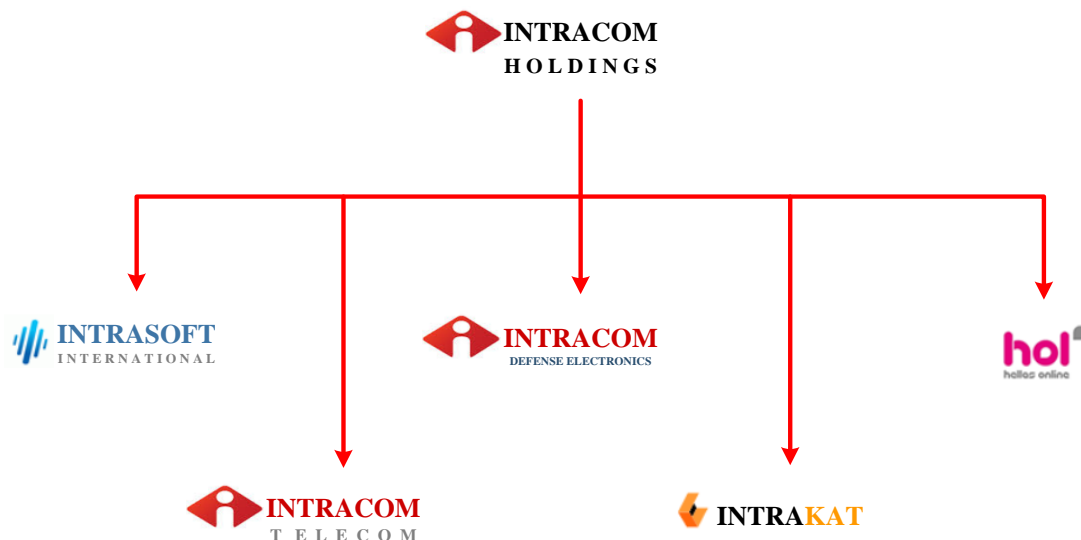 INTRACOM
HOLDINGS
INTRASOFT
INTERNATIONAL
INTRACOM
DEFENSE ELECTRONICS
hol
hellas online
INTRACOM
TELECOM
INTRAKAT